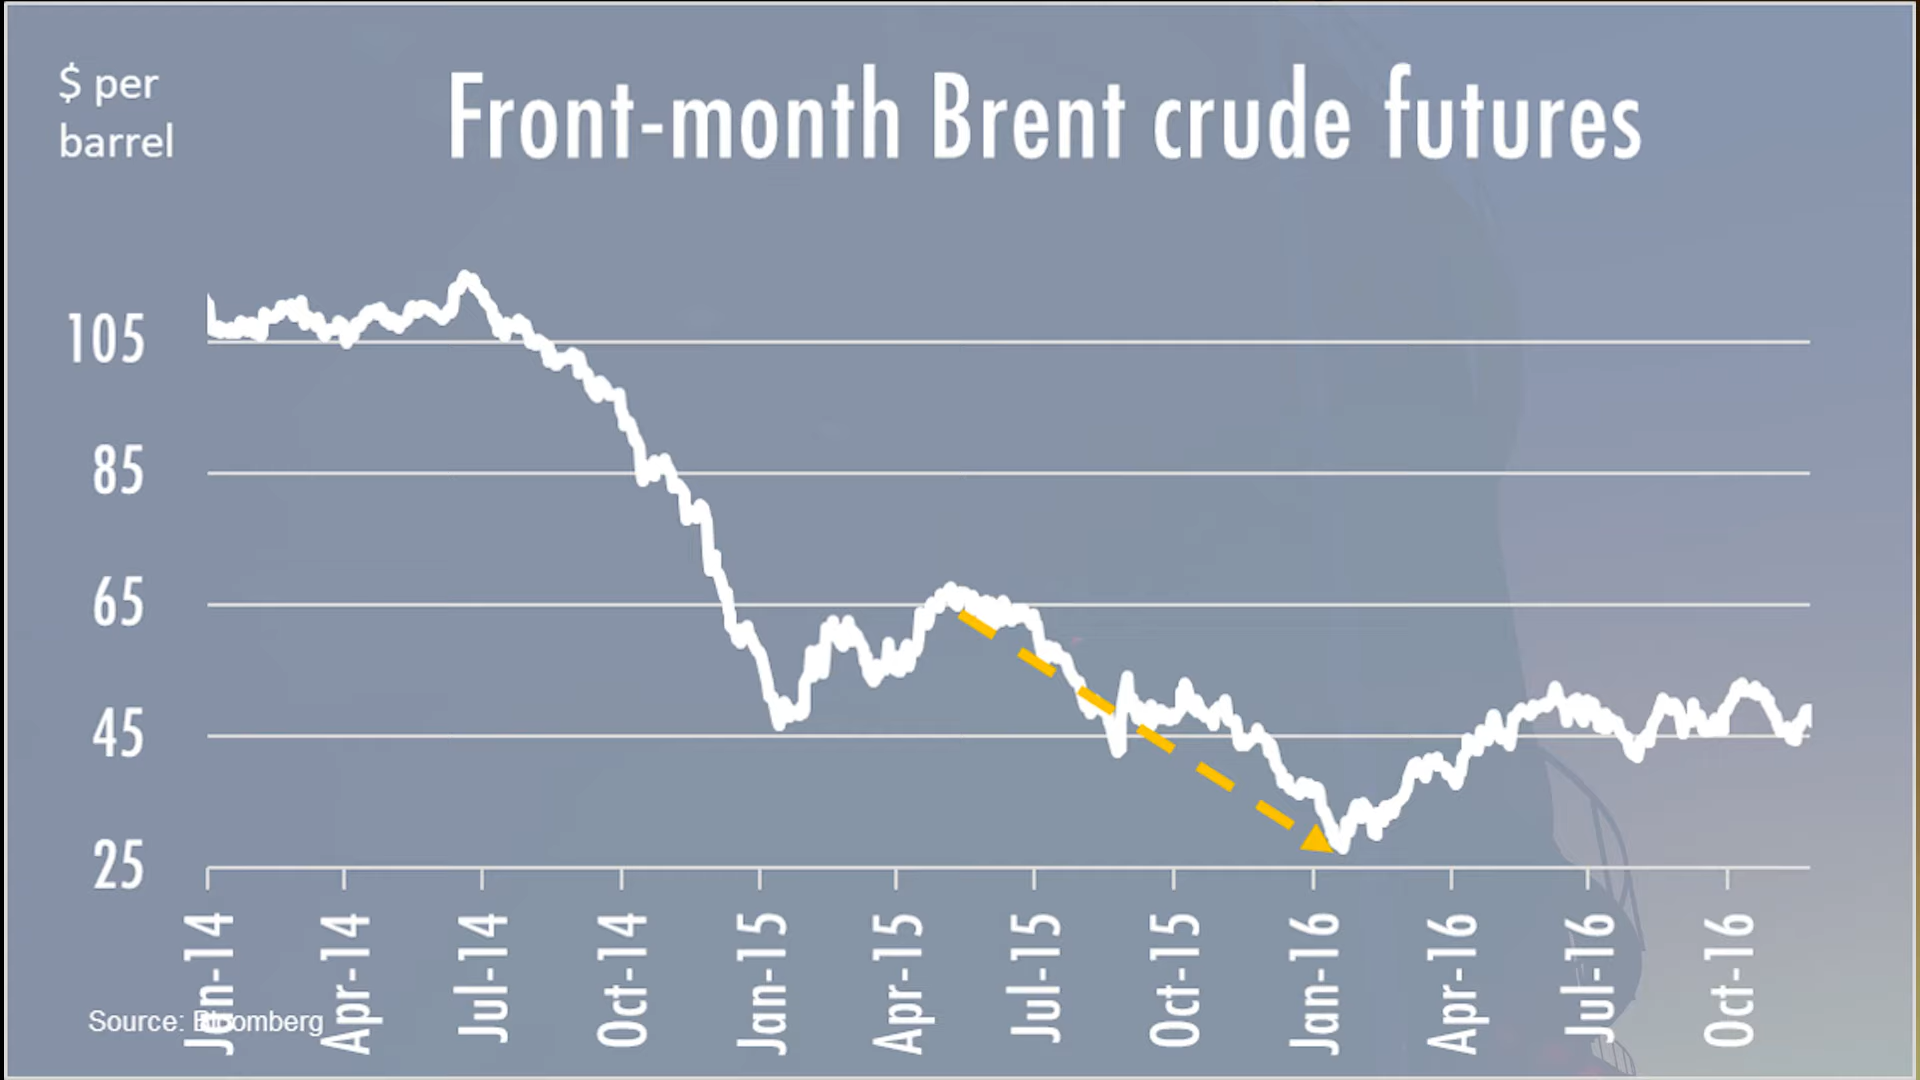 $ per
barrel
Front-month Brent crude futures
105
85
65
45
25
Jan-14
Apr-14
Jul-14
Oct-14
Jan-15
Apr-15
Jul-15
Oct-15
Jan-16
Apr-16
Jul-16
Oct-16
Source: Bloomberg